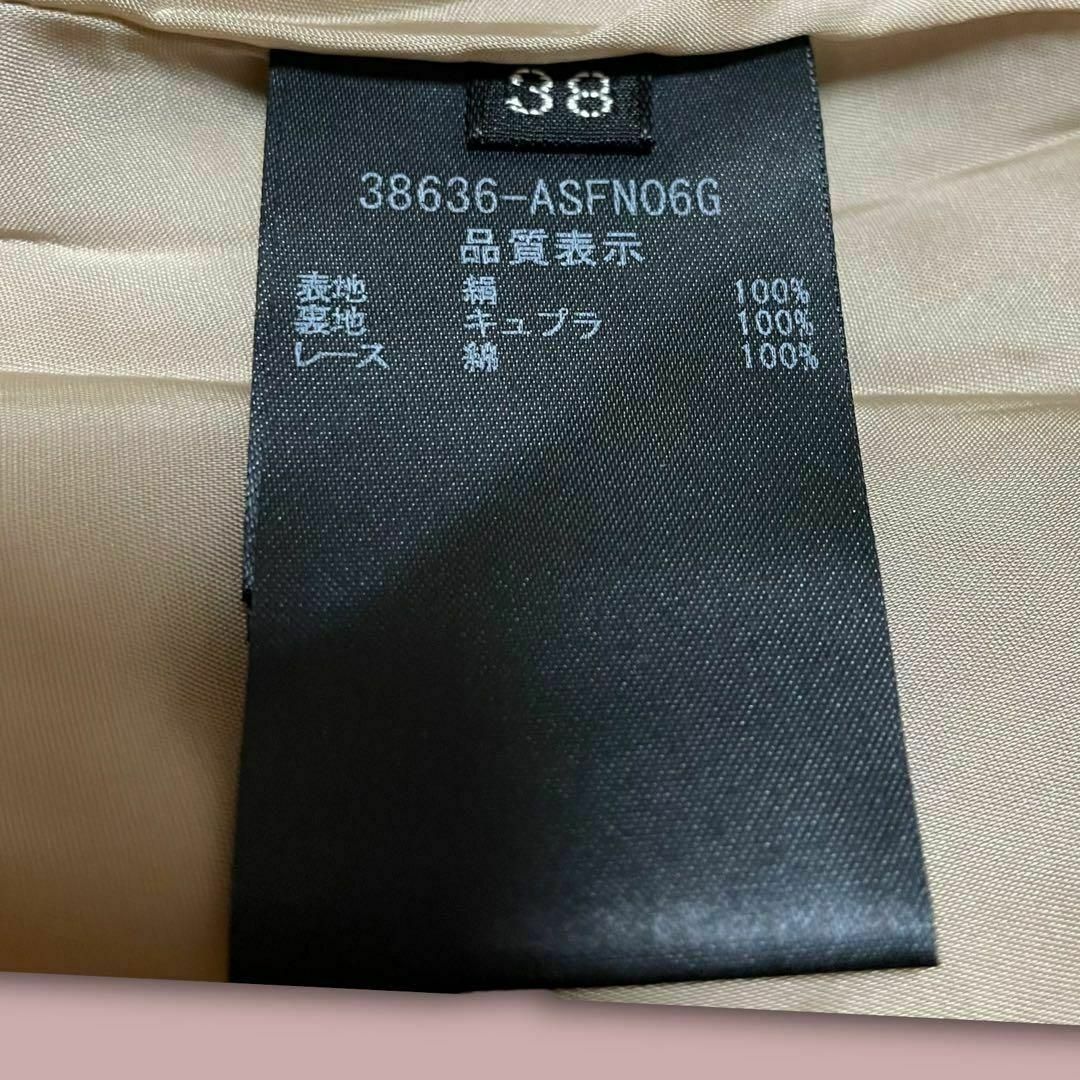 38
38636-ASFN06G
品質表示
表地 絹 100%
裏地 キュプラ 100%
レース 綿 100%